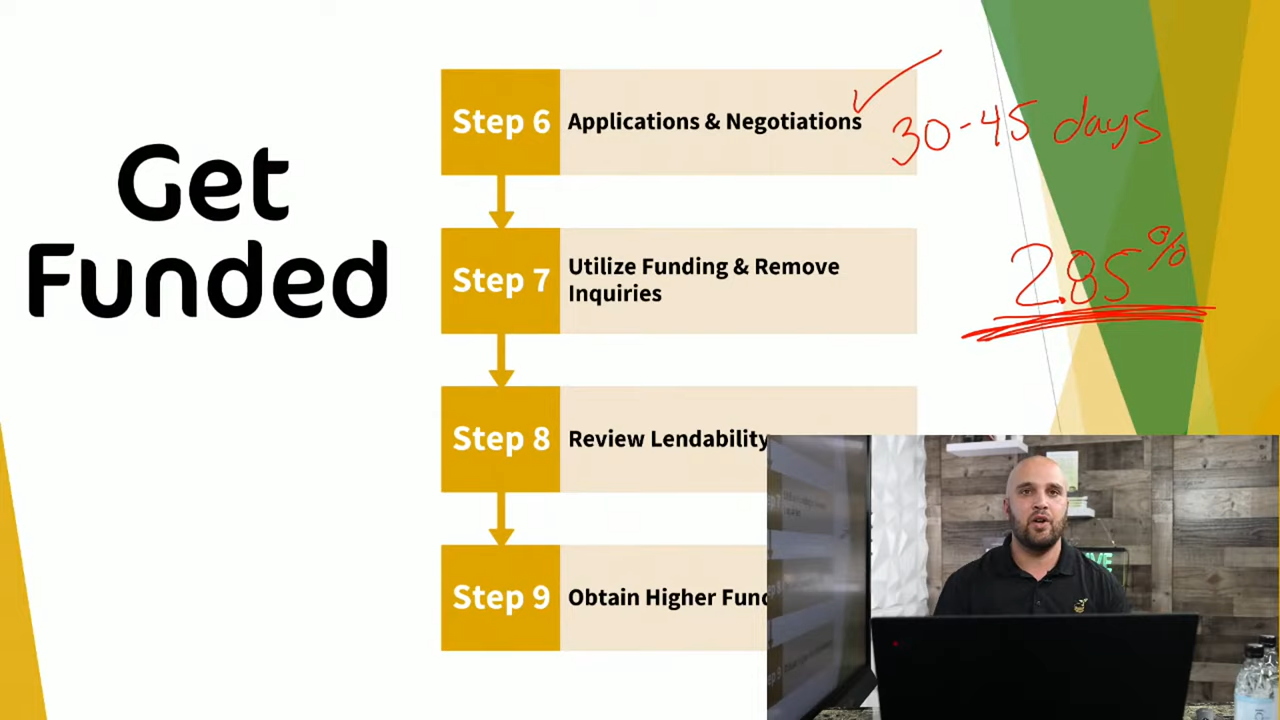 Get
Funded
Step 6
Applications & Negotiations
30-45 days
Step 7
Utilize Funding & Remove
Inquiries
2.85%
Step 8
Review Lendability
Step 9
Obtain Higher